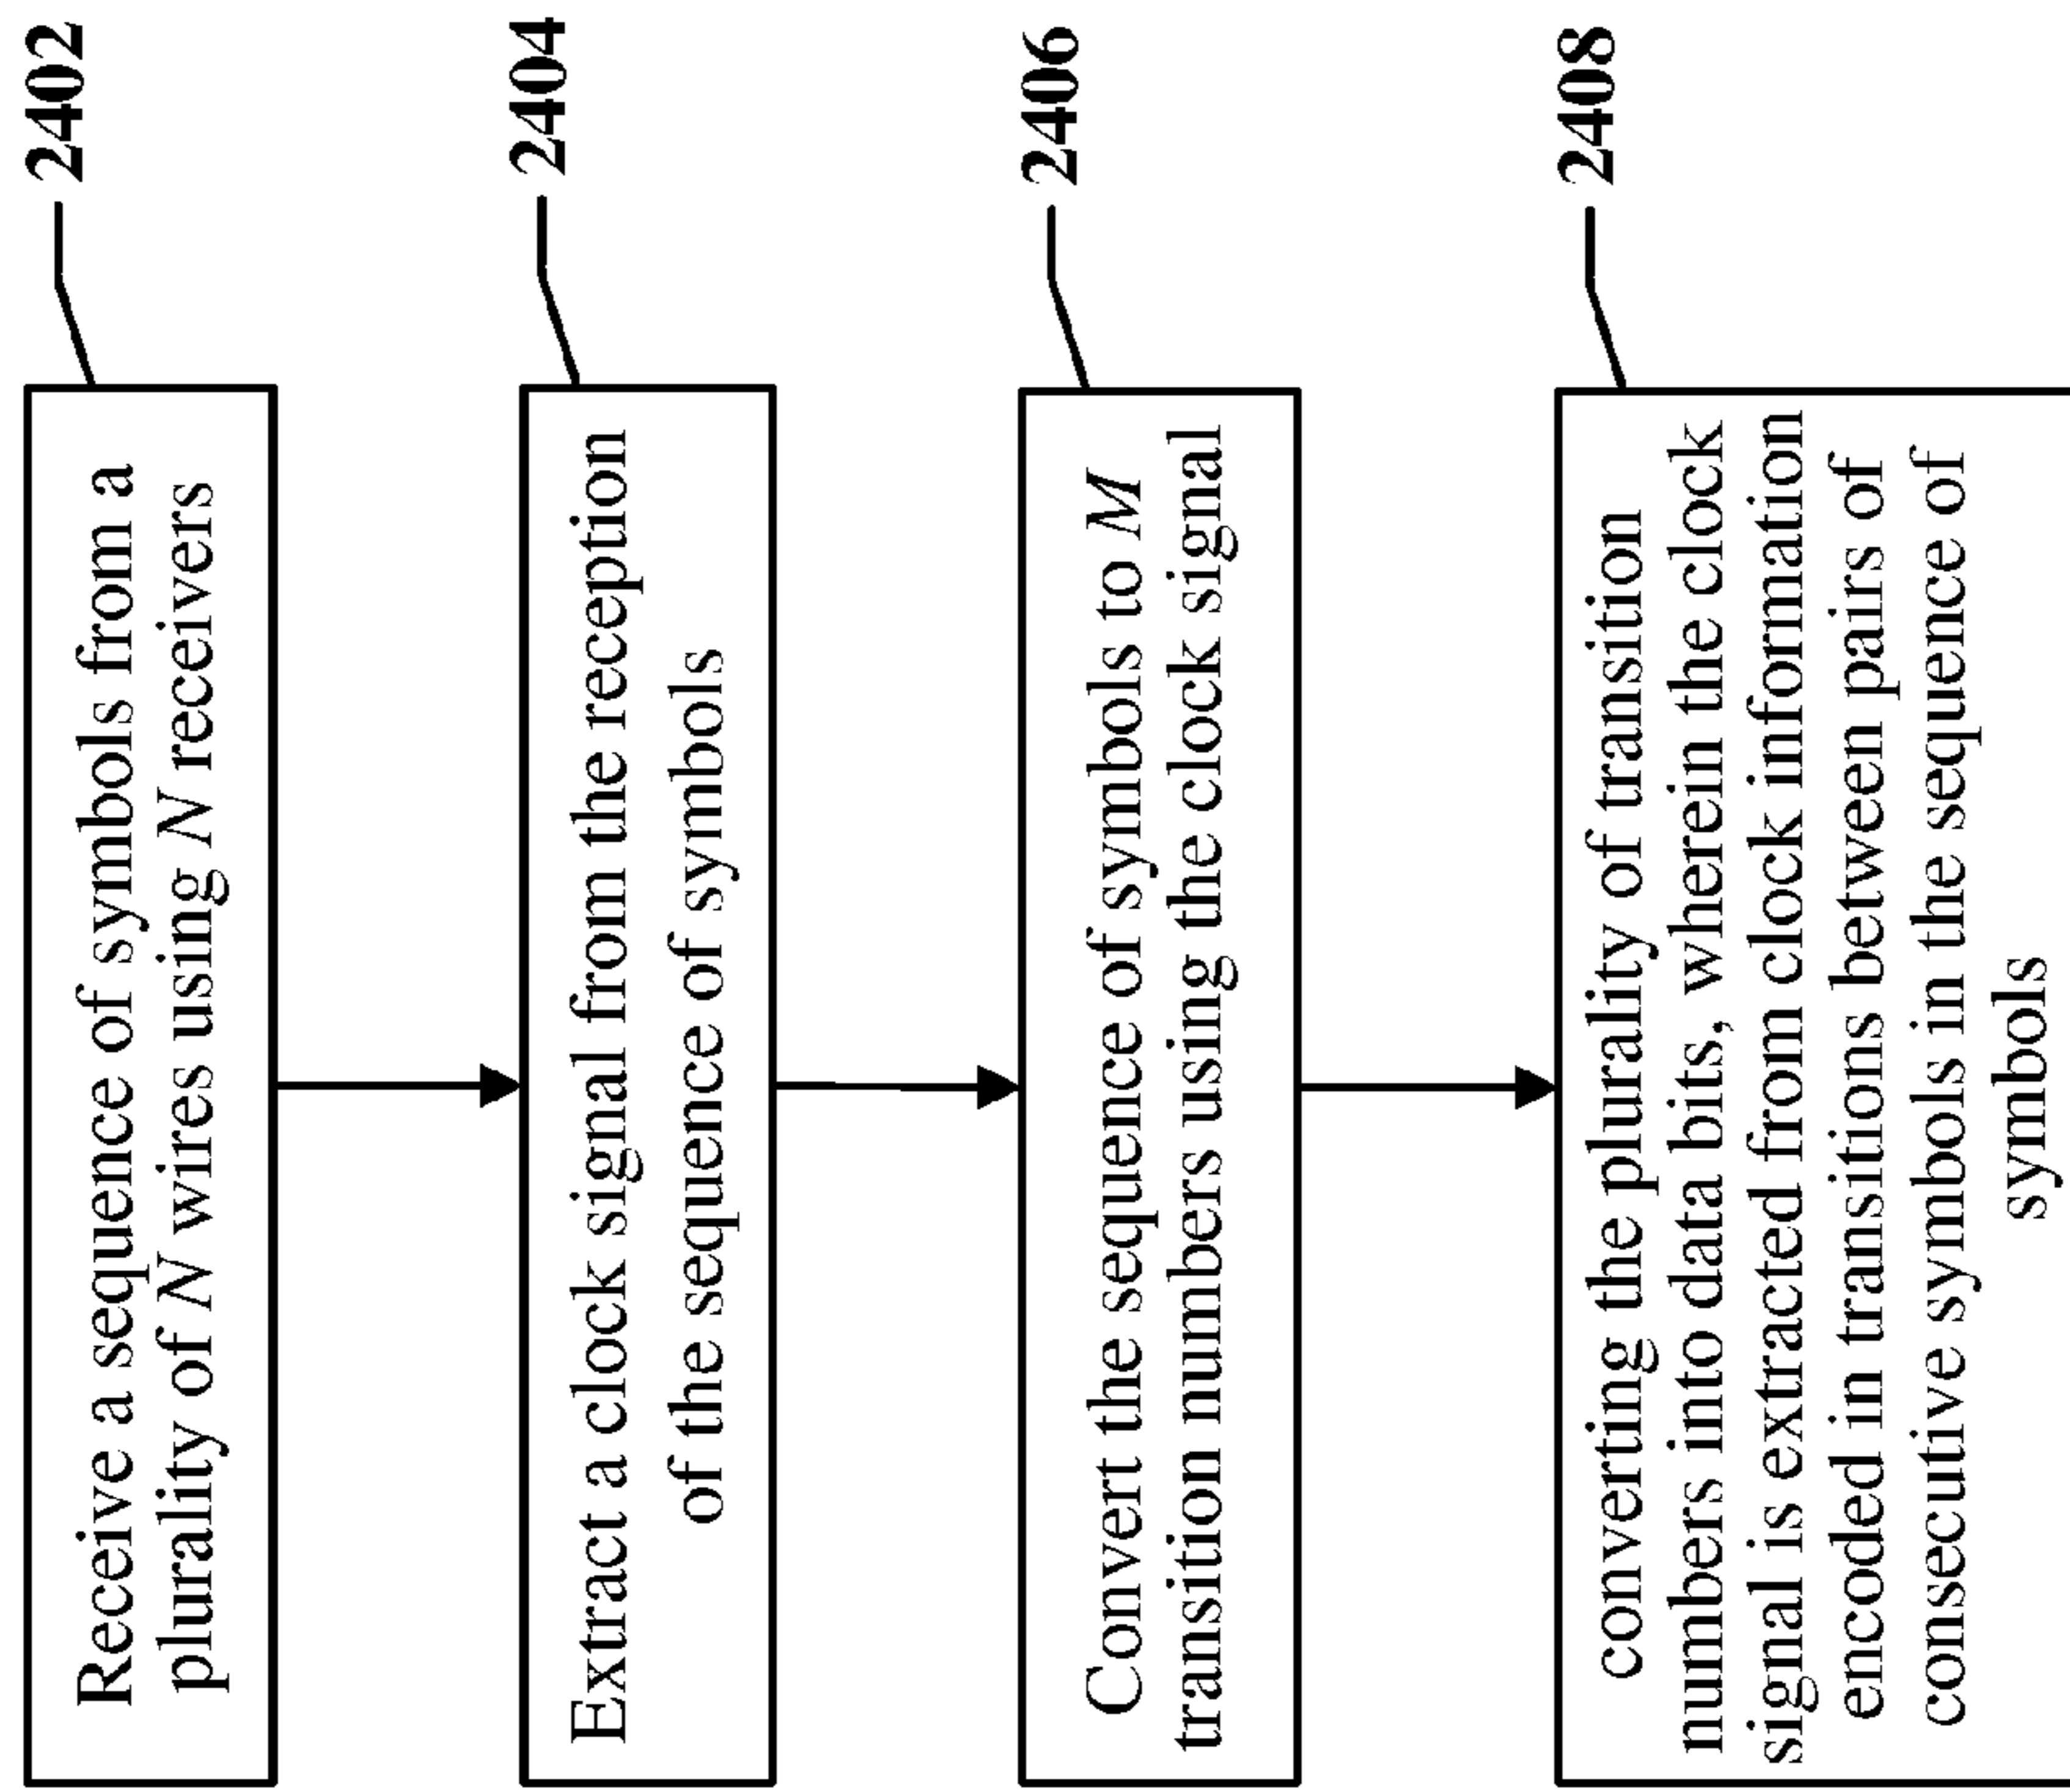 2402
Receive a sequence of symbols from a
plurality of N wires using N receivers
2404
Extract a clock signal from the reception
of the sequence of symbols
2406
Convert the sequence of symbols to M
transition numbers using the clock signal
2408
converting the plurality of transition
numbers into data bits, wherein the clock
signal is extracted from clock information
encoded in transitions between pairs of
consecutive symbols in the sequence of
symbols